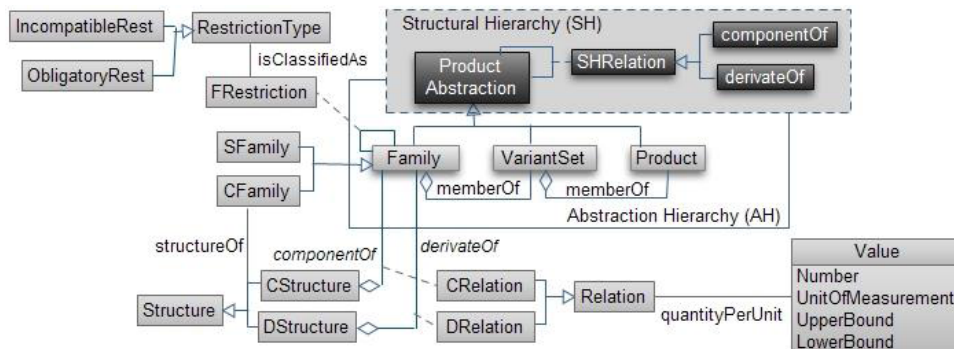 IncompatibleRest
RestrictionType
ObligatoryRest
isClassifiedAs
FRestriction
Structural Hierarchy (SH)
Product
Abstraction
SHRelation
componentOf
derivateOf
SFamily
CFamily
Family
VariantSet
Product
memberOf
memberOf
Abstraction Hierarchy (AH)
structureOf
componentOf
derivateOf
Structure
CStructure
DStructure
CRelation
DRelation
Relation
quantityPerUnit
Value
Number
UnitOfMeasurement
UpperBound
LowerBound